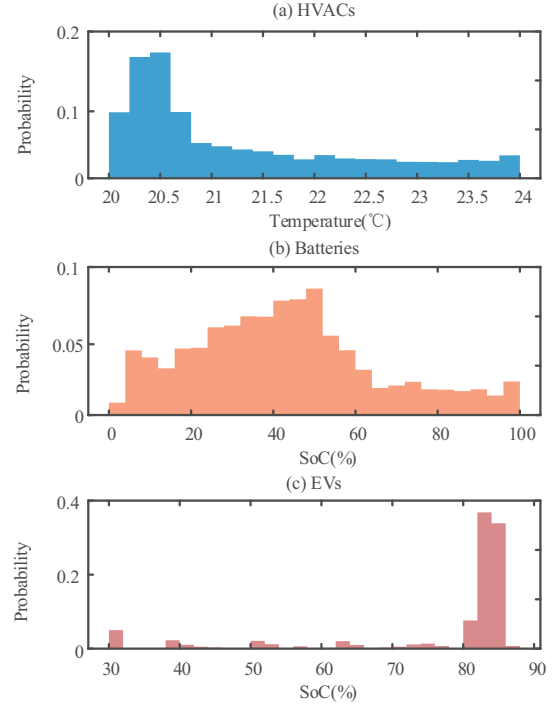 (a) HVACs
0.2
0.1
0
Probability
20 20.5 21 21.5 22 22.5 23 23.5 24
Temperature(℃)
(b) Batteries
0.1
0.05
0
Probability
0 20 40 60 80 100
SoC(%)
(c) EVs
0.4
0.2
0
Probability
30 40 50 60 70 80 90
SoC(%)